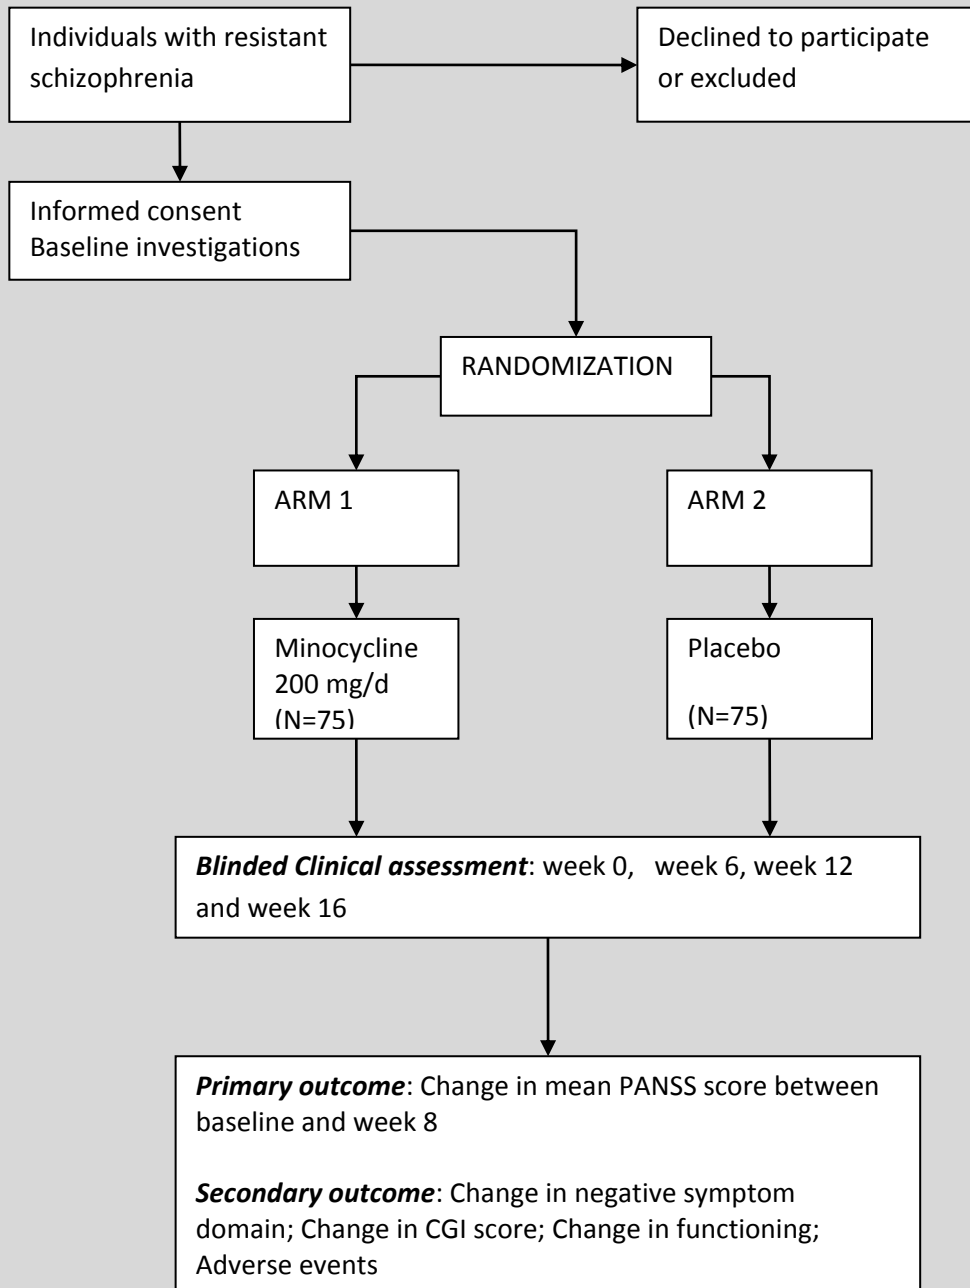 Individuals with resistant
schizophrenia
Declined to participate
or excluded
Informed consent
Baseline investigations
RANDOMIZATION
ARM 1
ARM 2
Minocycline
200 mg/d
(N=75)
Placebo
(N=75)
Blinded Clinical assessment: week 0, week 6, week 12
and week 16
Primary outcome: Change in mean PANSS score between
baseline and week 8
Secondary outcome: Change in negative symptom
domain; Change in CGI score; Change in functioning;
Adverse events